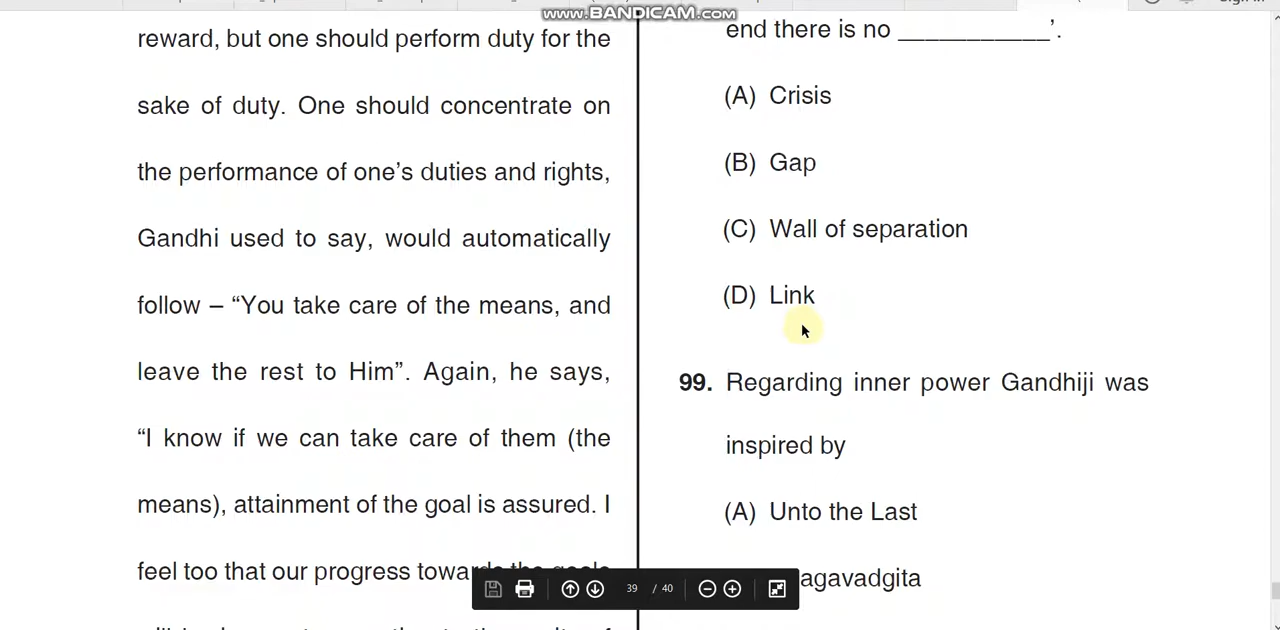 www.BANDICAM.com
reward, but one should perform duty for the
sake of duty. One should concentrate on
the performance of one's duties and rights,
Gandhi used to say, would automatically
follow – “You take care of the means, and
leave the rest to Him”. Again, he says,
“I know if we can take care of them (the
means), attainment of the goal is assured. I
feel too that our progress towards the goals
end there is no ___________’.
(A) Crisis
(B) Gap
(C) Wall of separation
(D) Link
99. Regarding inner power Gandhiji was
inspired by
(A) Unto the Last
agavadgita
39 / 40